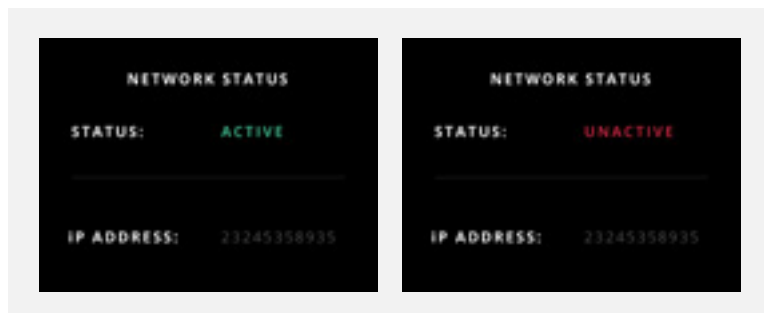 NETWORK STATUS
STATUS: ACTIVE
iP ADDRESS: 23245358935
NETWORK STATUS
STATUS: UNACTIVE
iP ADDRESS: 23245358935